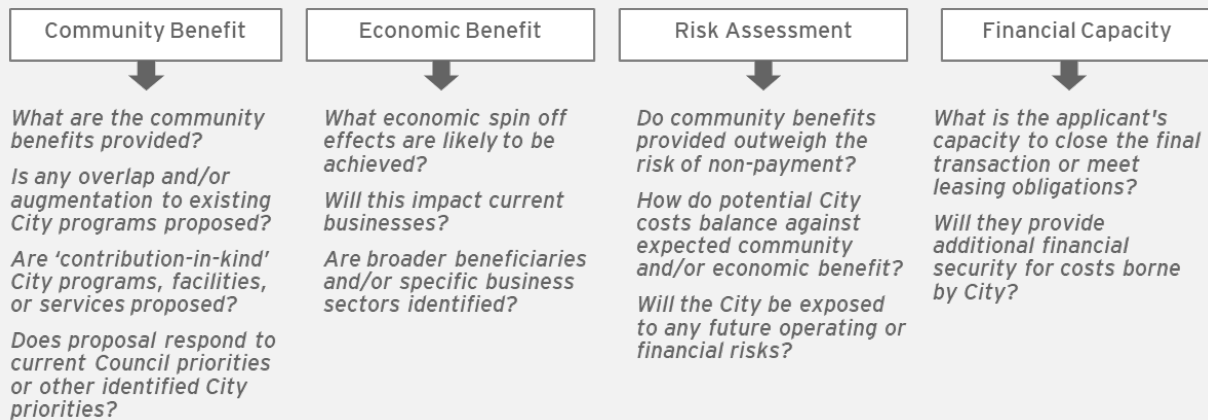 Community Benefit
What are the community
benefits provided?
Is any overlap and/or
augmentation to existing
City programs proposed?
Are ‘contribution-in-kind’
City programs, facilities,
or services proposed?
Does proposal respond to
current Council priorities
or other identified City
priorities?
Economic Benefit
What economic spin off
effects are likely to be
achieved?
Will this impact current
businesses?
Are broader beneficiaries
and/or specific business
sectors identified?
Risk Assessment
Do community benefits
provided outweigh the
risk of non-payment?
How do potential City
costs balance against
expected community
and/or economic benefit?
Will the City be exposed
to any future operating or
financial risks?
Financial Capacity
What is the applicant's
capacity to close the final
transaction or meet
leasing obligations?
Will they provide
additional financial
security for costs borne
by City?